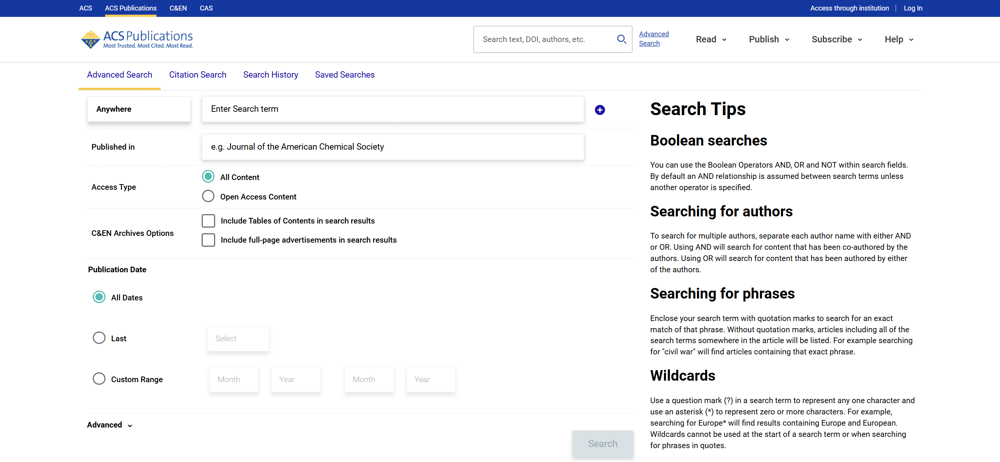 ACS ACS Publications C&EN CAS Access through institution | Log In
ACS Publications
Most Trusted. Most Cited. Most Read.
A C S
Search text, DOI, authors, etc.
Advanced
Search
Read Publish Subscribe Help
Advanced Search Citation Search Search History Saved Searches
Anywhere Enter Search term
Published in e.g. Journal of the American Chemical Society
Access Type
All Content
Open Access Content
C&EN Archives Options
Include Tables of Contents in search results
Include full-page advertisements in search results
Publication Date
All Dates
Last Select
Custom Range Month Year Month Year
Advanced
Search
Search Tips
Boolean searches
You can use the Boolean Operators AND, OR and NOT within search fields.
By default an AND relationship is assumed between search terms unless
another operator is specified.
Searching for authors
To search for multiple authors, separate each author name with either AND
or OR. Using AND will search for content that has been co-authored by the
authors. Using OR will search for content that has been authored by either
of the authors.
Searching for phrases
Enclose your search term with quotation marks to search for an exact
match of that phrase. Without quotation marks, articles including all of the
search terms somewhere in the article will be listed. For example searching
for "civil war" will find articles containing that exact phrase.
Wildcards
Use a question mark (?) in a search term to represent any one character and
use an asterisk (*) to represent zero or more characters. For example,
searching for Europe* will find results containing Europe and European.
Wildcards cannot be used at the start of a search term or when searching
for phrases in quotes.